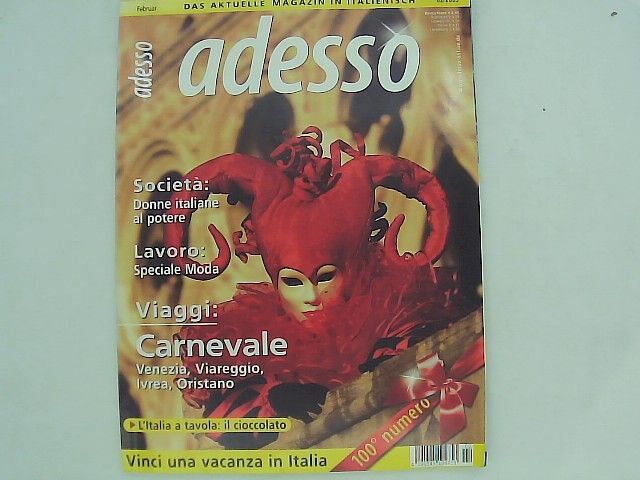 Februar
DAS AKTUELLE MAGAZIN IN ITALIENISCH
adesso
adesso
Società:
Donne italiane
al potere
Lavoro:
Speciale Moda
Viaggi:
Carnevale
Venezia, Viareggio,
Ivrea, Oristano
L'Italia a tavola: il cioccolato
100° numero
Vinci una vacanza in Italia